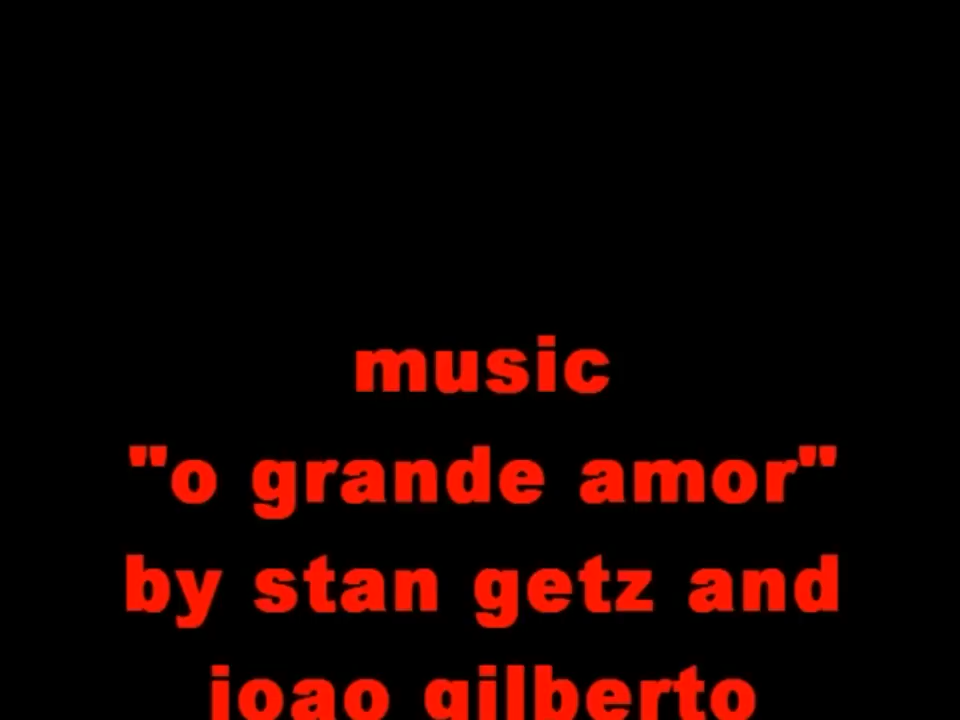 music
"o grande amor"
by stan getz and
joao gilberto